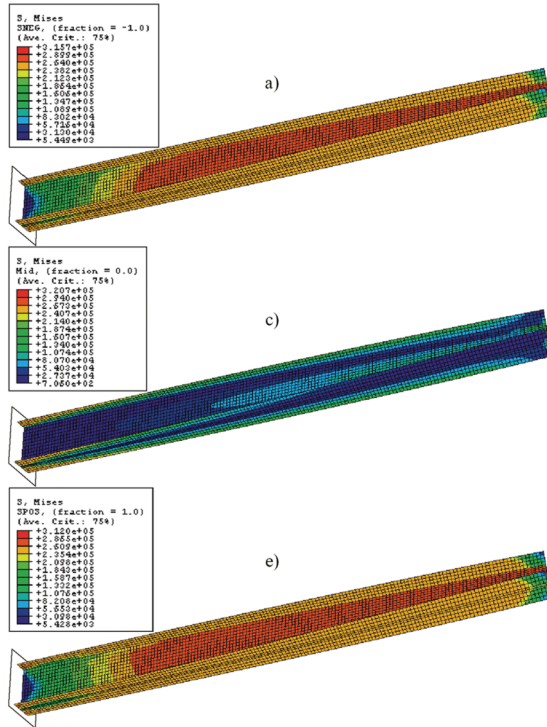 S, Mises
SNEG, (fraction = -1.0)
(Ave. Crit.: 75%)
+3.157e+05
+2.899e+05
+2.640e+05
+2.382e+05
+2.123e+05
+1.864e+05
+1.606e+05
+1.347e+05
+1.089e+05
+8.302e+04
+5.716e+04
+3.130e+04
+5.449e+03
a)
S, Mises
Mid, (fraction = 0.0)
(Ave. Crit.: 75%)
+3.207e+05
+2.940e+05
+2.673e+05
+2.407e+05
+2.140e+05
+1.874e+05
+1.607e+05
+1.340e+05
+1.074e+05
+8.070e+04
+5.403e+04
+2.737e+04
+7.050e+02
c)
S, Mises
SPOS, (fraction = 1.0)
(Ave. Crit.: 75%)
+3.120e+05
+2.865e+05
+2.609e+05
+2.354e+05
+2.098e+05
+1.843e+05
+1.587e+05
+1.332e+05
+1.076e+05
+8.208e+04
+5.653e+04
+3.098e+04
+5.428e+03
e)